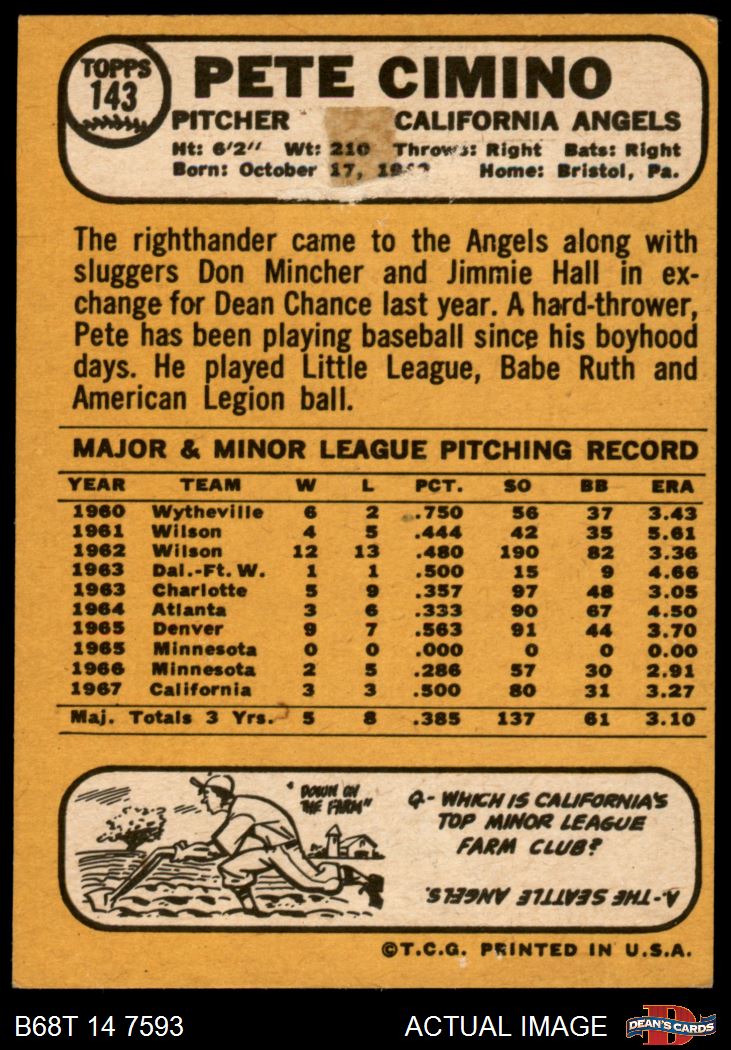 TOPPS
143
PETE CIMINO
PITCHER CALIFORNIA ANGELS
Ht: 6'2" Wt: 210 Throws: Right Bats: Right
Born: October 17, Home: Bristol, Pa.
The righthander came to the Angels along with
sluggers Don Mincher and Jimmie Hall in ex-
change for Dean Chance last year. A hard-thrower,
Pete has been playing baseball since his boyhood
days. He played Little League, Babe Ruth and
American Legion ball.
MAJOR & MINOR LEAGUE PITCHING RECORD
YEAR TEAM W L PCT. SO BB ERA
1960 Wytheville 6 2 .750 56 37 3.43
1961 Wilson 4 5 .444 42 35 5.61
1962 Wilson 12 13 .480 190 82 3.36
1963 Dal.-Ft. W. 1 1 .500 15 9 4.66
1963 Charlotte 5 9 .357 97 48 3.05
1964 Atlanta 3 6 .333 90 67 4.50
1965 Denver 9 7 .563 91 44 3.70
1965 Minnesota 0 0 .000 0 0 0.00
1966 Minnesota 2 5 .286 57 30 2.91
1967 California 3 3 .500 80 31 3.27
Maj. Totals 3 Yrs. 5 8 .385 137 61 3.10
"DOWN ON
THE FARM"
Q- WHICH IS CALIFORNIA'S
TOP MINOR LEAGUE
FARM CLUB?
A- THE SEATTLE ANGELS.
©T.C.G. PRINTED IN U.S.A.
B68T 14 7593 ACTUAL IMAGE DEAN'S CARDS